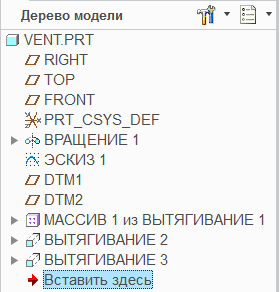 Дерево модели
VENT.PRT
RIGHT
TOP
FRONT
PRT_CSYS_DEF
ВРАЩЕНИЕ 1
ЭСКИЗ 1
DTM1
DTM2
МАССИВ 1 из ВЫТЯГИВАНИЕ 1
ВЫТЯГИВАНИЕ 2
ВЫТЯГИВАНИЕ 3
Вставить здесь